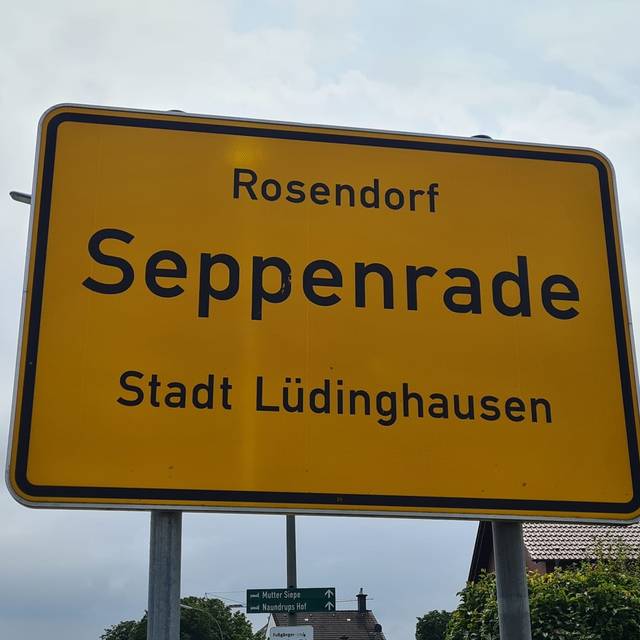 Rosendorf
Seppenrade
Stadt Lüdinghausen
Mutter Siepe
Naundrups Hof